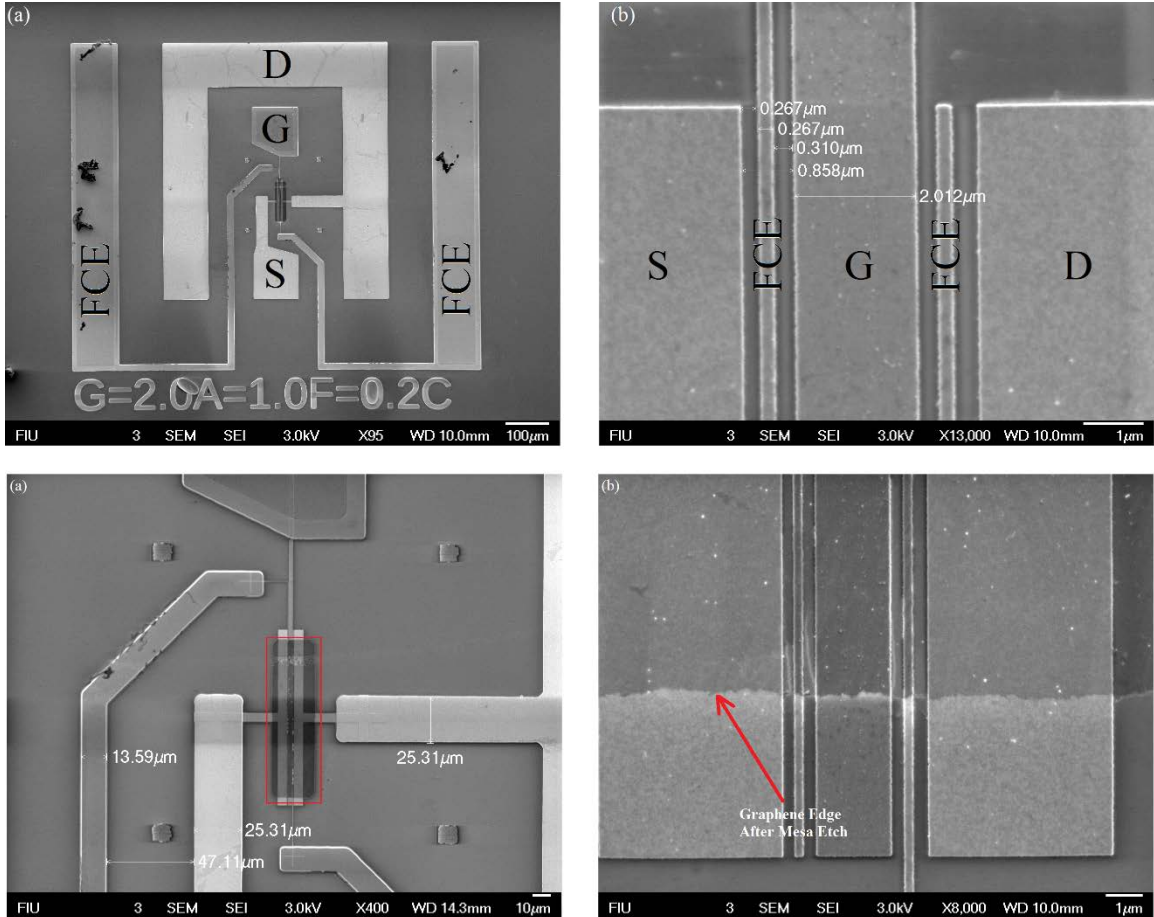 (a)
D
G
S
FCE
FCE
G=2.0A=1.0F=0.2C
FIU 3 SEM SEI 3.0kV X95 WD 10.0mm 100µm
(b)
0.267µm
0.267µm
0.310µm
0.858µm
2.012µm
S
FCE
G
FCE
D
FIU 3 SEM SEI 3.0kV X13,000 WD 10.0mm 1µm
(a)
13.59µm
25.31µm
25.31µm
47.11µm
FIU 3 SEM SEI 3.0kV X400 WD 14.3mm 10µm
(b)
Graphene Edge
After Mesa Etch
FIU 3 SEM SEI 3.0kV X8,000 WD 10.0mm 1µm